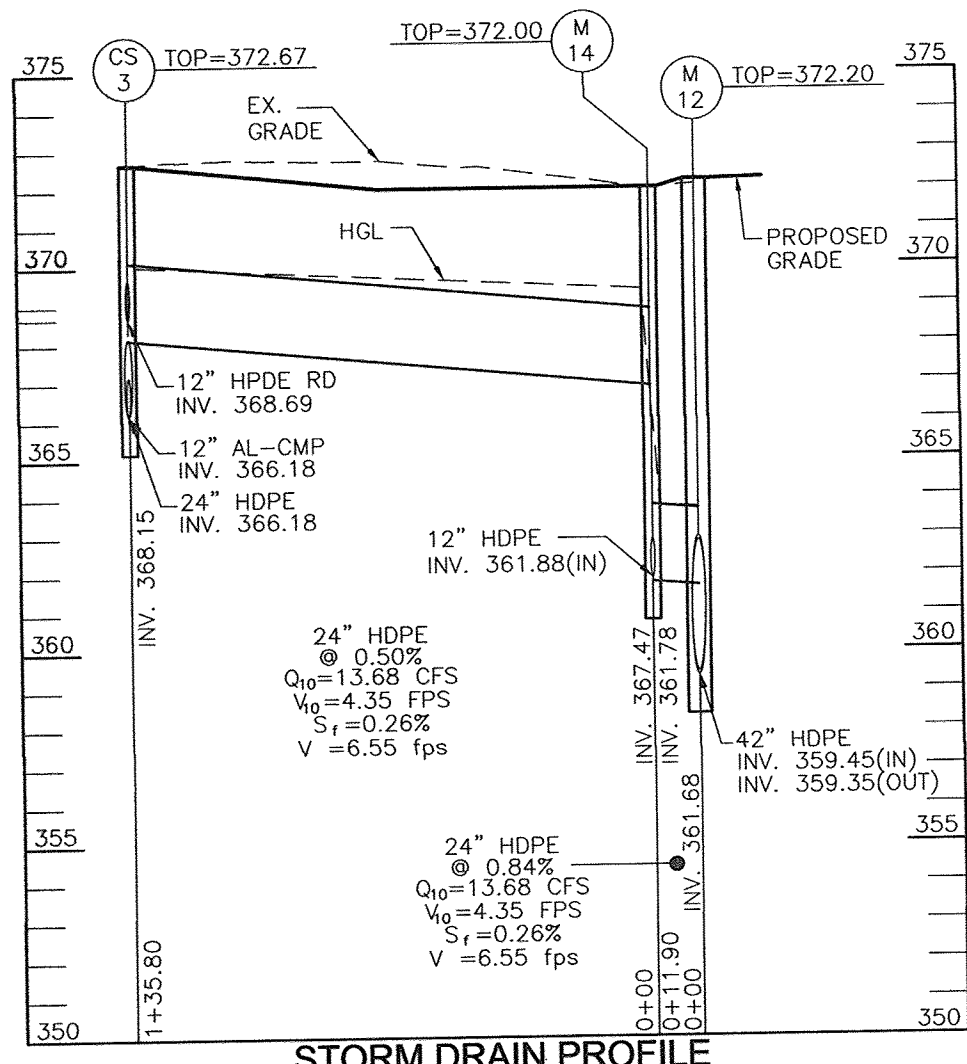 CS
3
TOP=372.67
TOP=372.00
M
14
M
12
TOP=372.20
375
375
EX.
GRADE
HGL
PROPOSED
GRADE
370
370
12" HPDE RD
INV. 368.69
12" AL-CMP
INV. 366.18
24" HDPE
INV. 366.18
365
365
INV. 368.15
12" HDPE
INV. 361.88(IN)
24" HDPE
@ 0.50%
Q10=13.68 CFS
V10=4.35 FPS
Sf=0.26%
V =6.55 fps
360
360
INV. 367.47
INV. 361.78
INV. 361.68
42" HDPE
INV. 359.45(IN)
INV. 359.35(OUT)
355
355
24" HDPE
@ 0.84%
Q10=13.68 CFS
V10=4.35 FPS
Sf=0.26%
V =6.55 fps
1+35.80
0+00
0+11.90
0+00
350
350
STORM DRAIN PROFILE